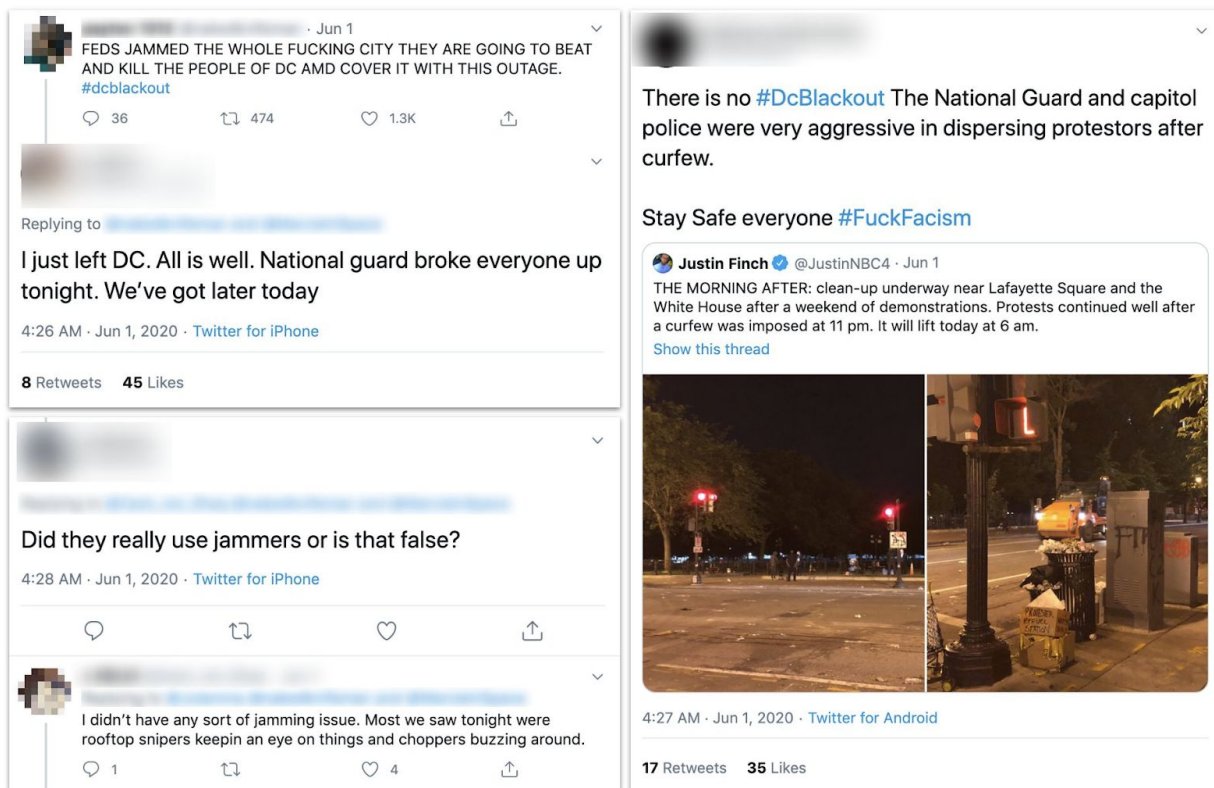 · Jun 1
FEDS JAMMED THE WHOLE FUCKING CITY THEY ARE GOING TO BEAT
AND KILL THE PEOPLE OF DC AMD COVER IT WITH THIS OUTAGE.
#dcblackout
36 474 1.3K
Replying to
I just left DC. All is well. National guard broke everyone up
tonight. We’ve got later today
4:26 AM · Jun 1, 2020 · Twitter for iPhone
8 Retweets 45 Likes
Did they really use jammers or is that false?
4:28 AM · Jun 1, 2020 · Twitter for iPhone
I didn’t have any sort of jamming issue. Most we saw tonight were
rooftop snipers keepin an eye on things and choppers buzzing around.
1 4
There is no #DcBlackout The National Guard and capitol
police were very aggressive in dispersing protestors after
curfew.
Stay Safe everyone #FuckFacism
Justin Finch @JustinNBC4 · Jun 1
THE MORNING AFTER: clean-up underway near Lafayette Square and the
White House after a weekend of demonstrations. Protests continued well after
a curfew was imposed at 11 pm. It will lift today at 6 am.
Show this thread
4:27 AM · Jun 1, 2020 · Twitter for Android
17 Retweets 35 Likes